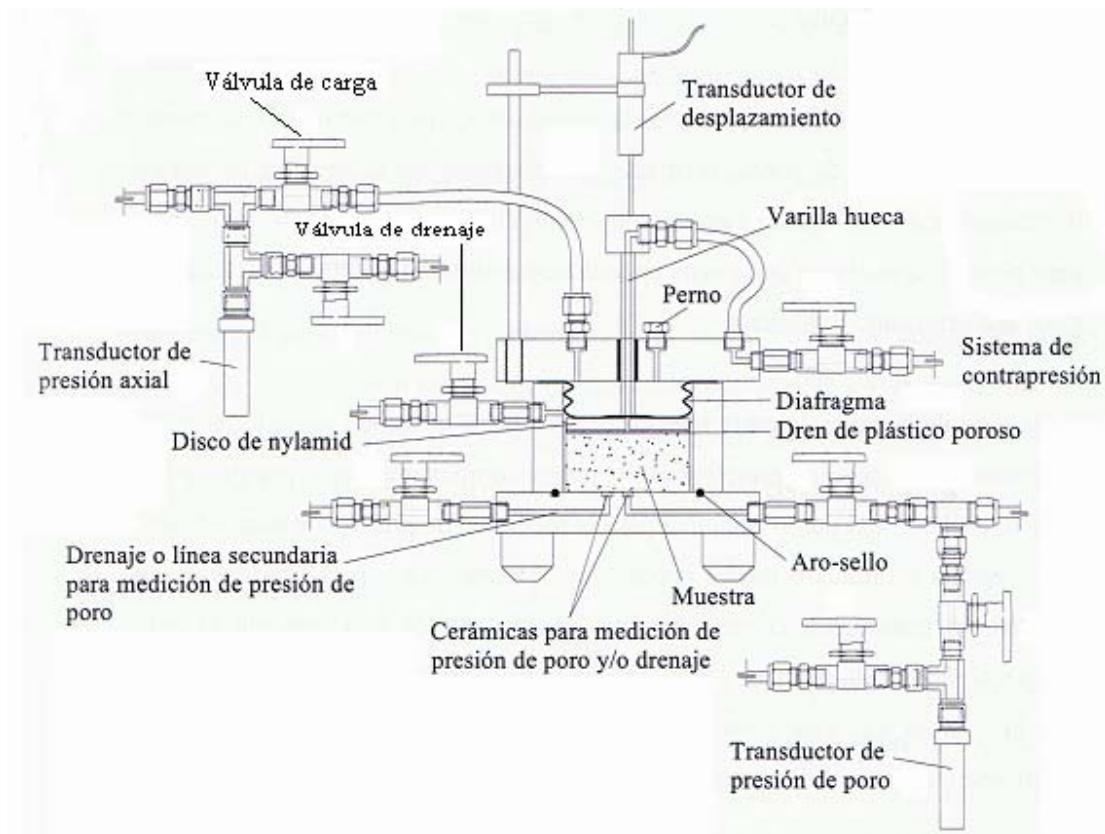 Válvula de carga
Transductor de
desplazamiento
Varilla hueca
Válvula de drenaje
Perno
Transductor de
presión axial
Sistema de
contrapresión
Diafragma
Disco de nylamid
Dren de plástico poroso
Drenaje o línea secundaria
para medición de presión de
poro
Aro-sello
Muestra
Cerámicas para medición de
presión de poro y/o drenaje
Transductor de
presión de poro